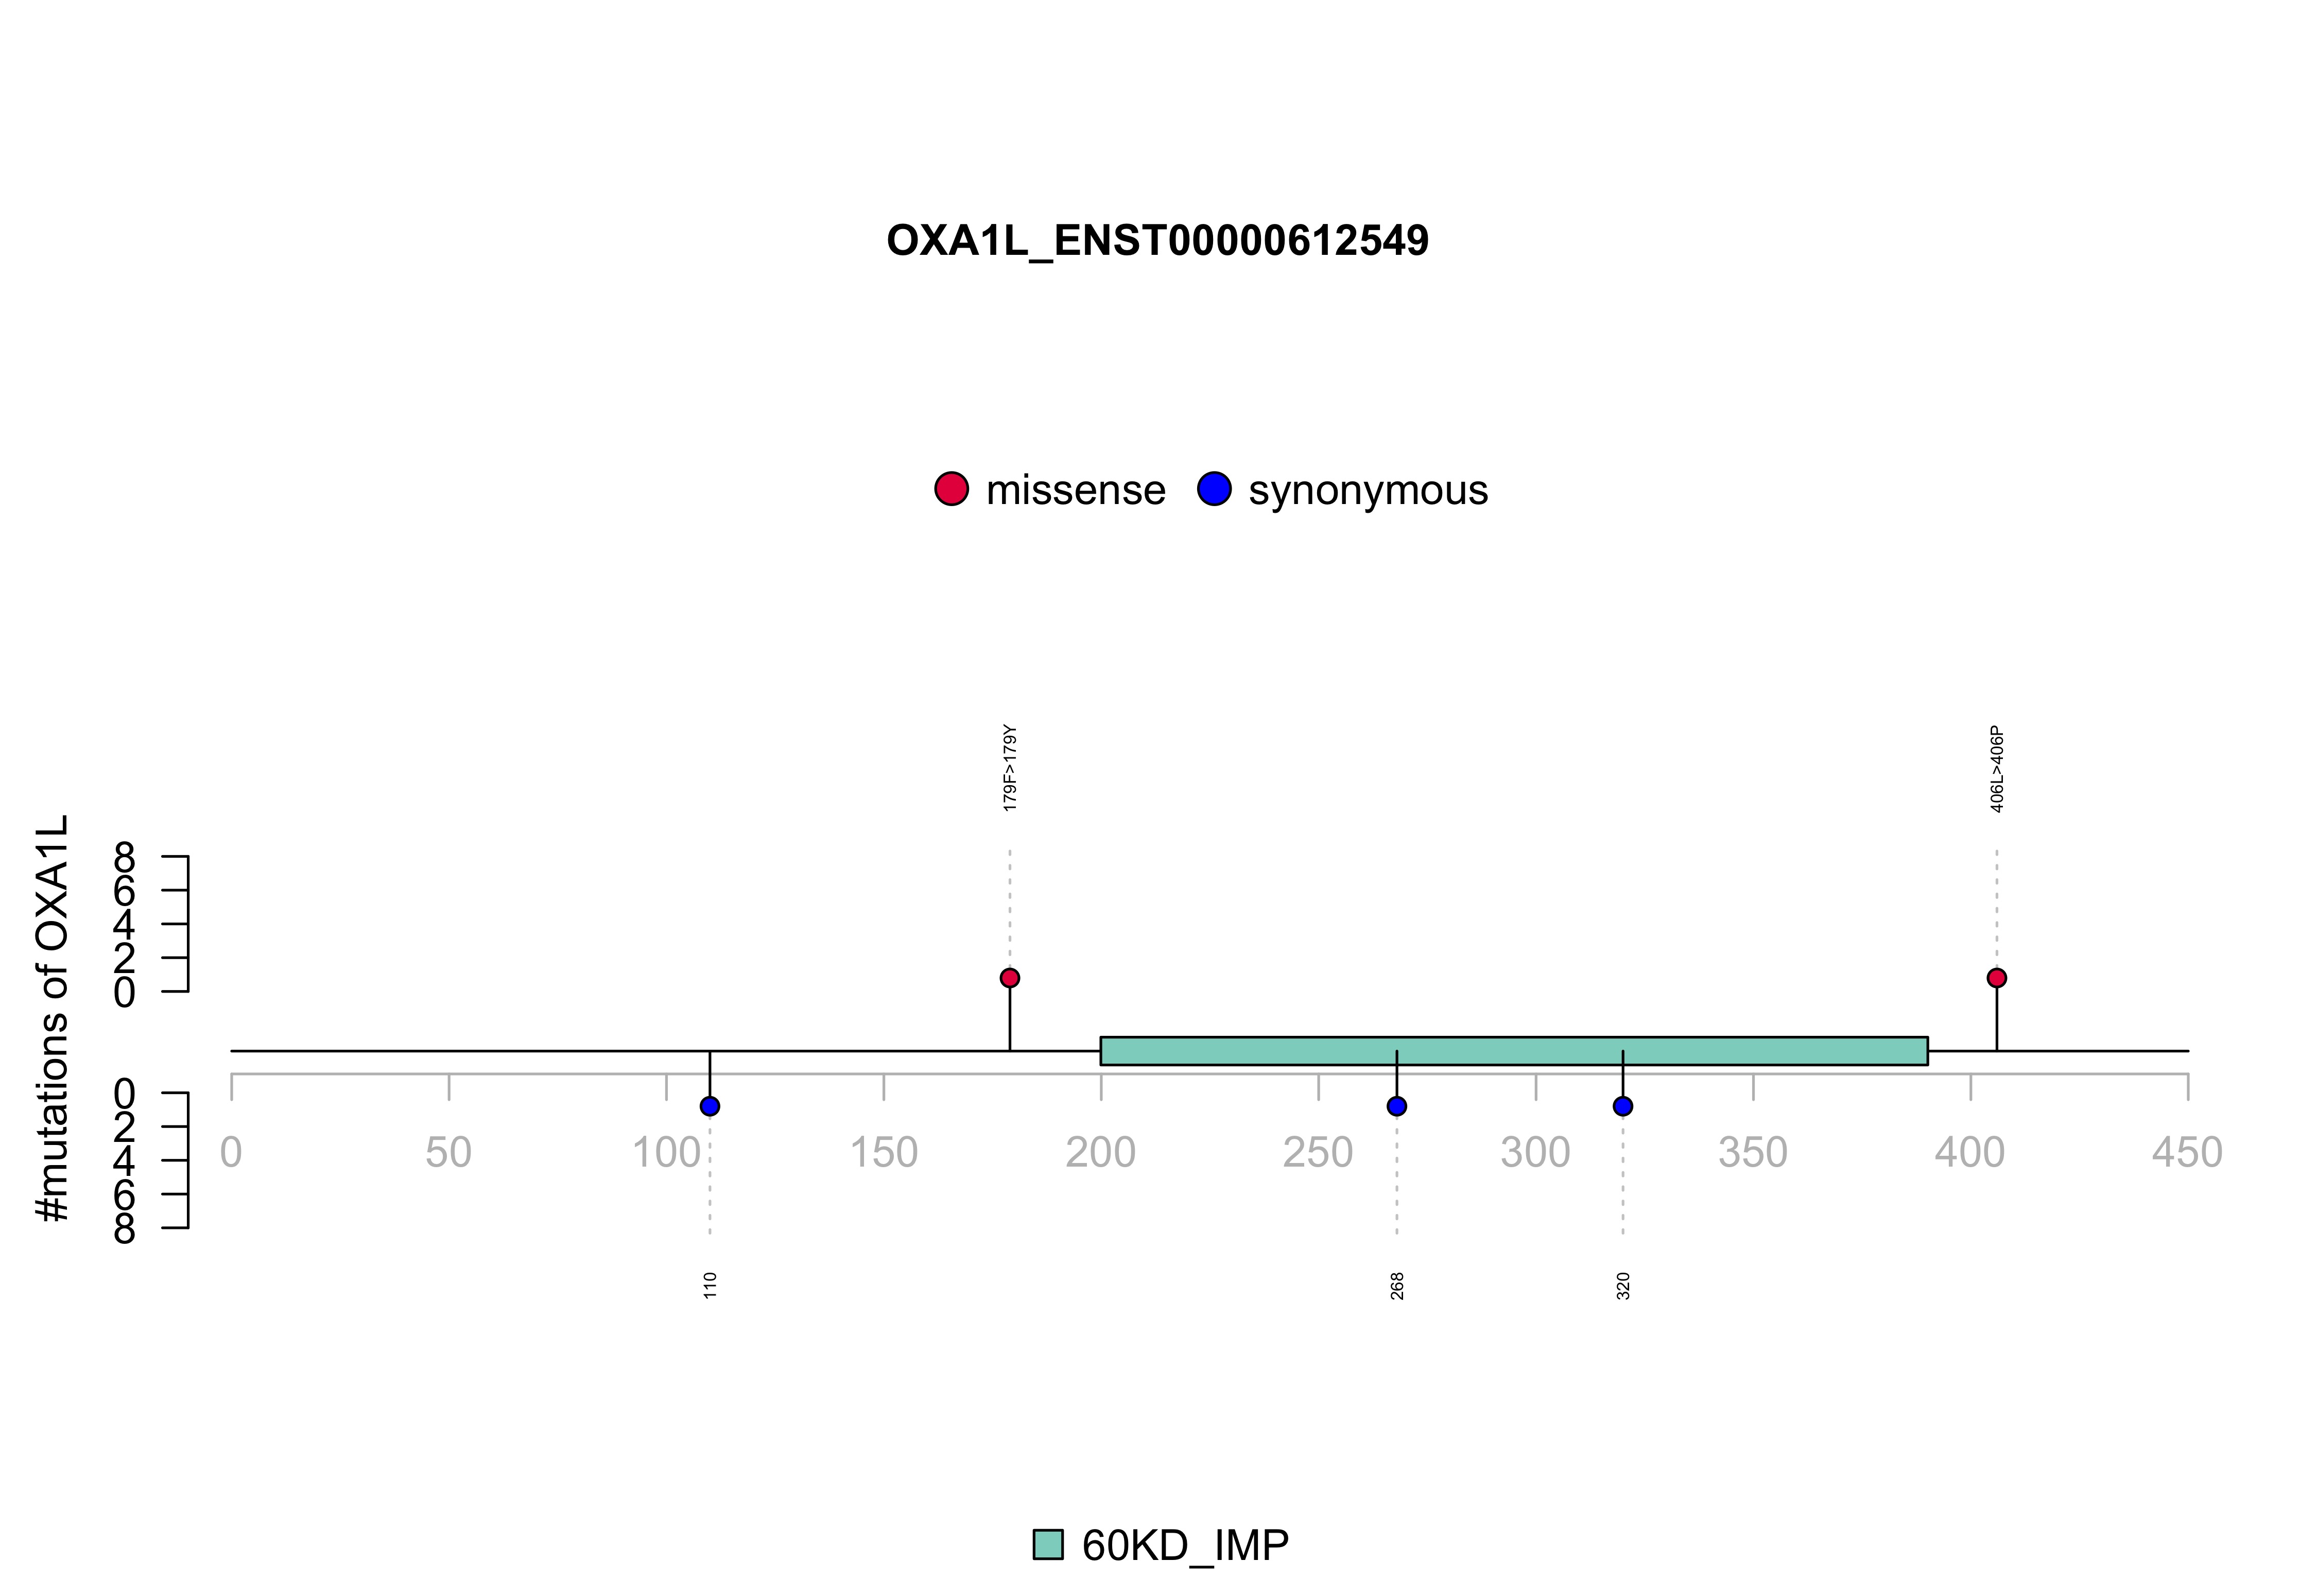 OXA1L_ENST00000612549
missense synonymous
179F>179Y 406L>406P
#mutations of OXA1L
8
6
4
2
0
0
2
4
6
8
0 50 100 150 200 250 300 350 400 450
110 268 320
60KD_IMP